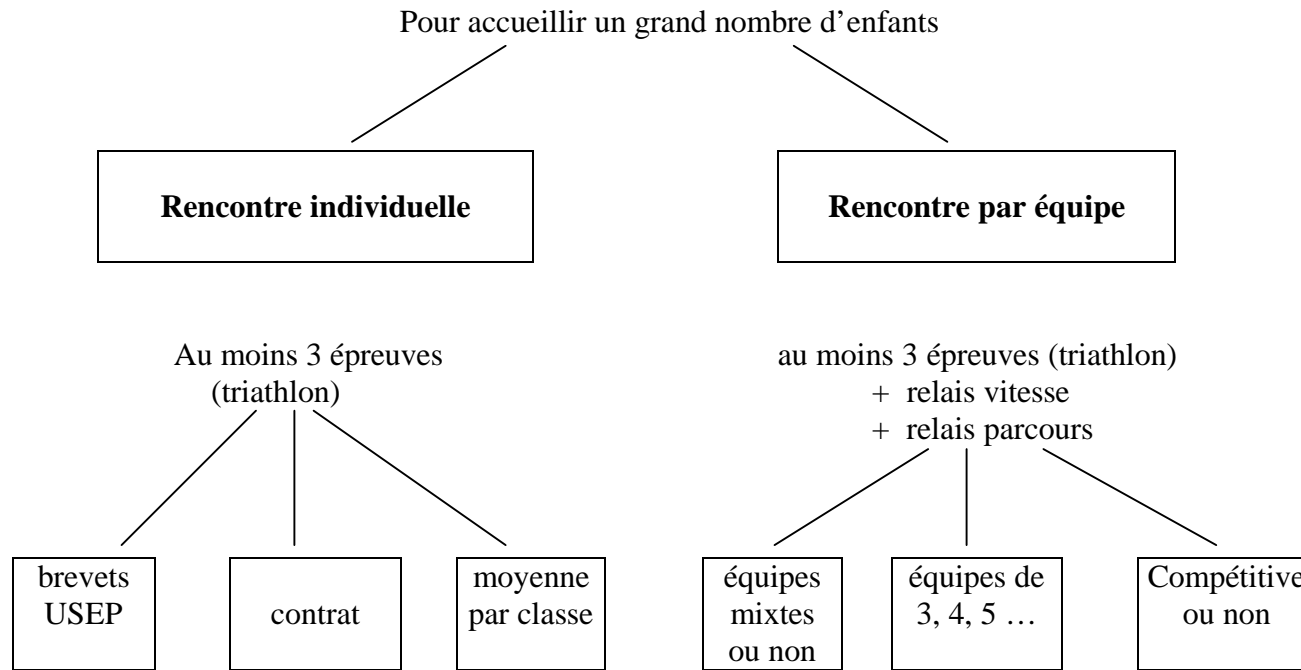 Pour accueillir un grand nombre d’enfants
Rencontre individuelle
Rencontre par équipe
Au moins 3 épreuves
(triathlon)
au moins 3 épreuves (triathlon)
+ relais vitesse
+ relais parcours
brevets
USEP
contrat
moyenne
par classe
équipes
mixtes
ou non
équipes de
3, 4, 5 …
Compétitive
ou non